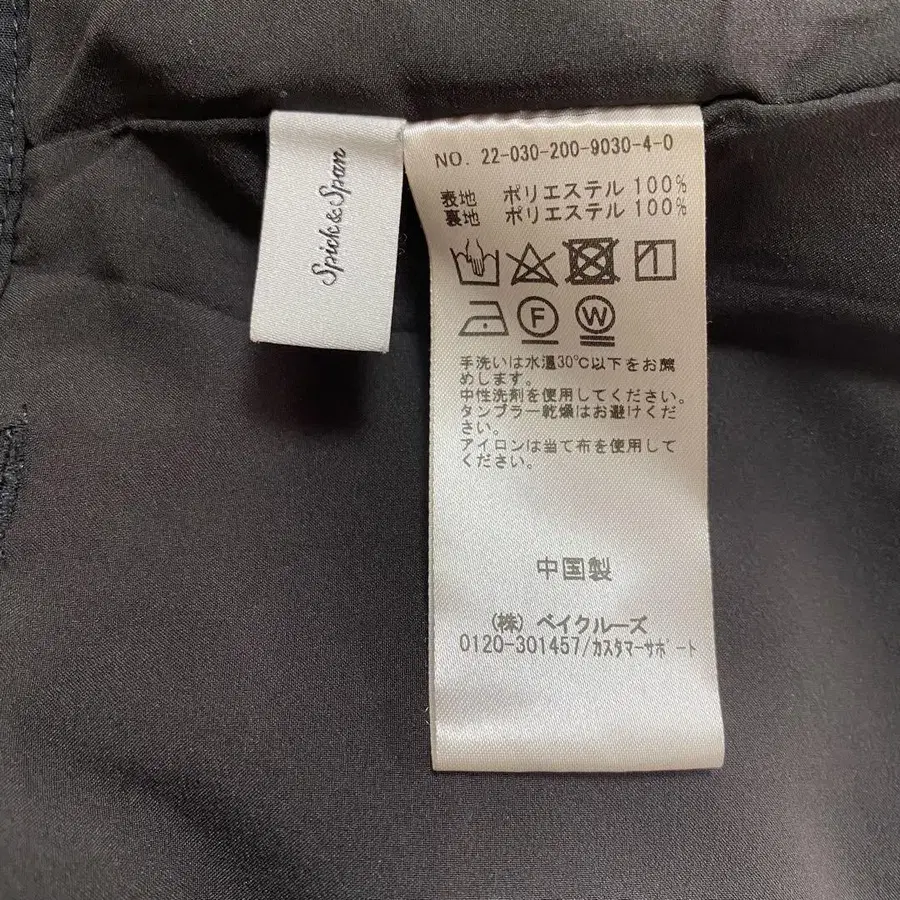 Spick & Span
NO. 22-030-200-9030-4-0
表地 ポリエステル 100%
裏地 ポリエステル 100%
F
W
手洗いは水温30℃以下をお薦
めします。
中性洗剤を使用してください。
タンブラー乾燥はお避けくだ
さい。
アイロンは当て布を使用して
ください。
中国製
(株) ベイクルーズ
0120-301457/カスタマーサポート